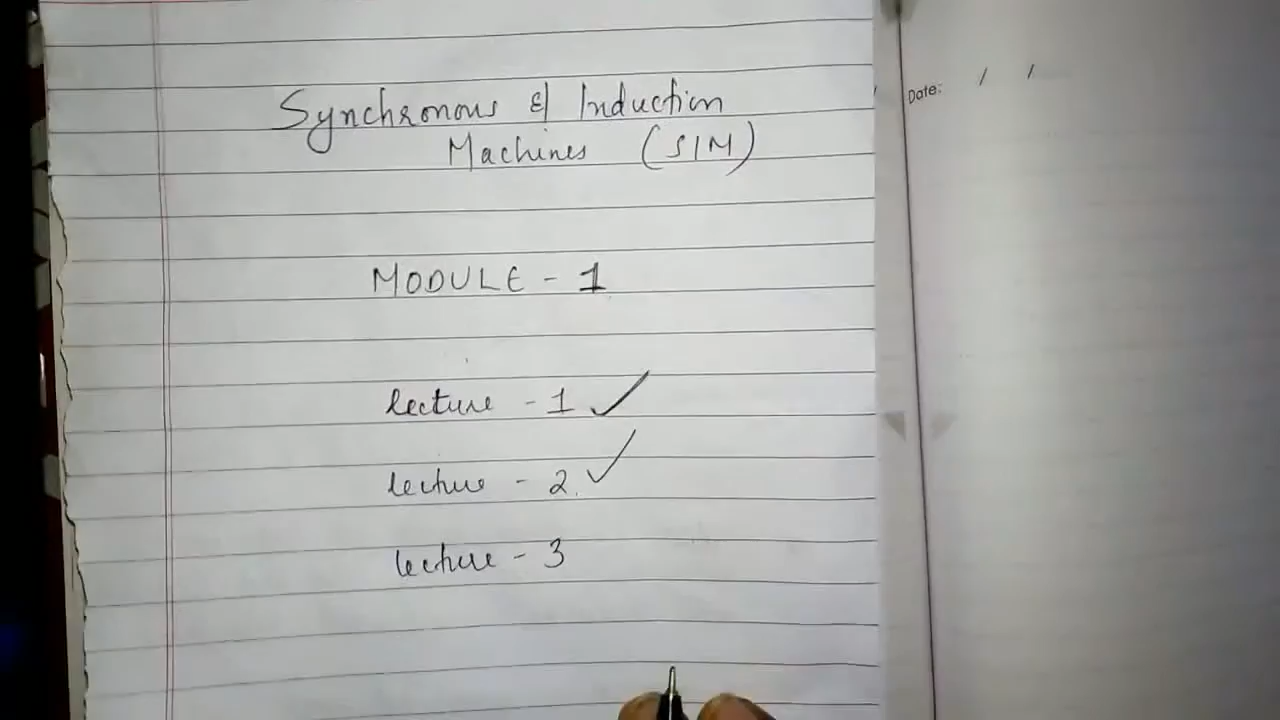 Synchronous & Induction
Machines (SIM)
Date: / /
MODULE - 1
lecture - 1 ✓
lecture - 2. ✓
lecture - 3